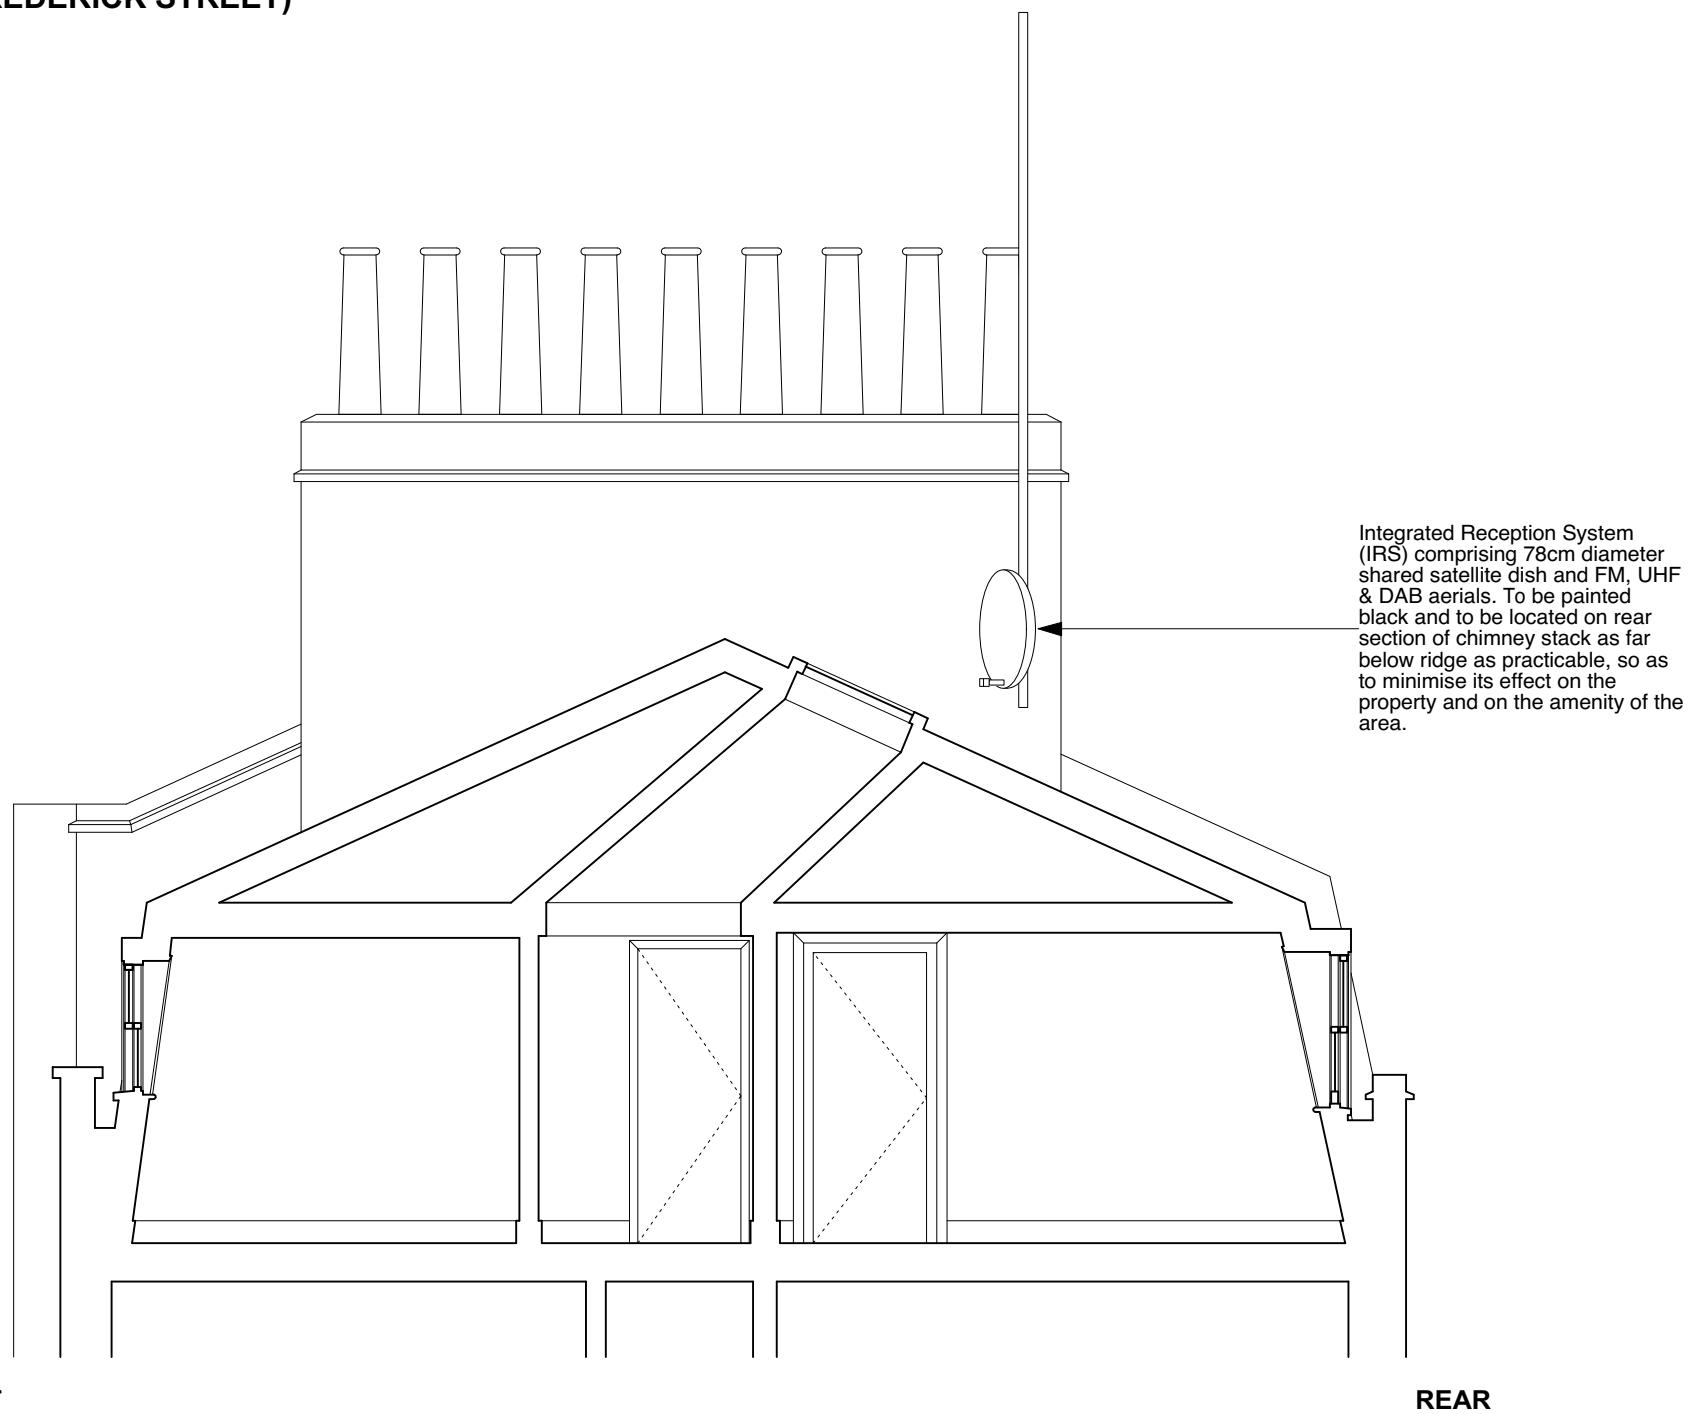 EDERICK STREET)
Integrated Reception System
(IRS) comprising 78cm diameter
shared satellite dish and FM, UHF
& DAB aerials. To be painted
black and to be located on rear
section of chimney stack as far
below ridge as practicable, so as
to minimise its effect on the
property and on the amenity of the
area.
REAR